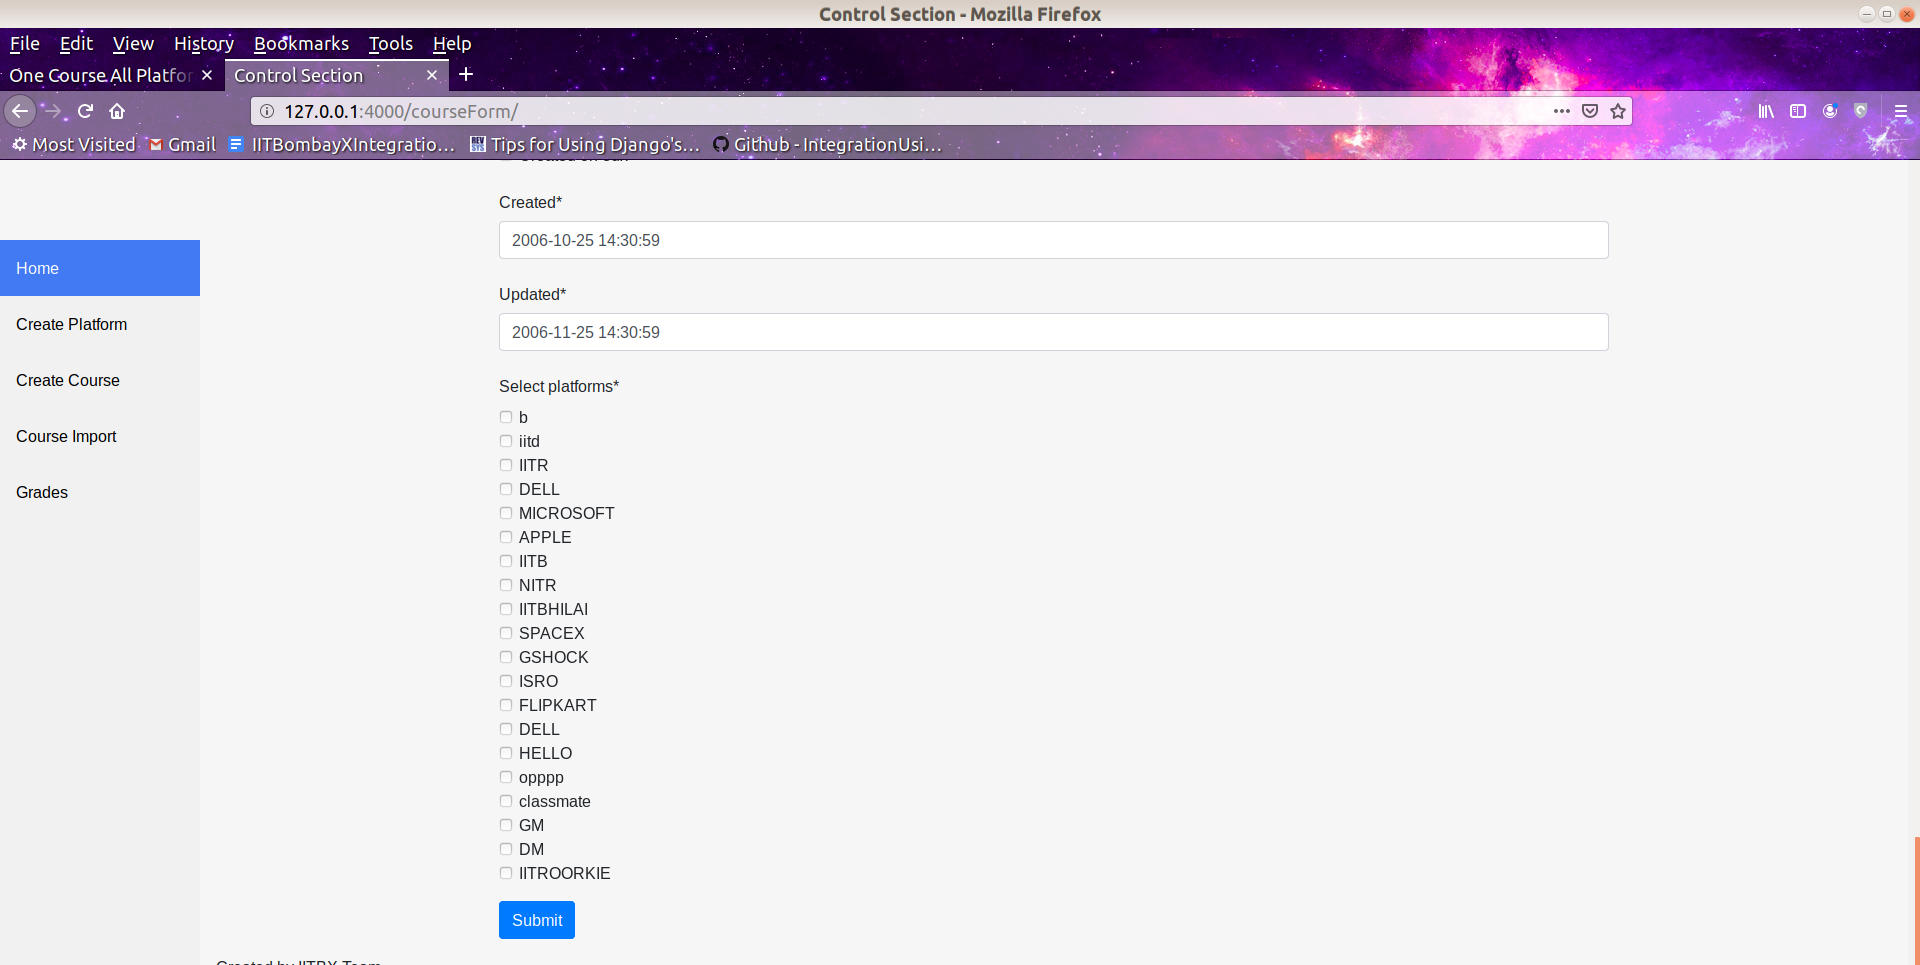 Control Section - Mozilla Firefox
File Edit View History Bookmarks Tools Help
One Course All Platfor Control Section
127.0.0.1:4000/courseForm/
Most Visited Gmail IITBombayXIntegratio... Tips for Using Django's... Github - IntegrationUsi...
Created*
2006-10-25 14:30:59
Home
Updated*
Create Platform
2006-11-25 14:30:59
Create Course
Select platforms*
b
Course Import
iitd
IITR
Grades
DELL
MICROSOFT
APPLE
IITB
NITR
IITBHILAI
SPACEX
GSHOCK
ISRO
FLIPKART
DELL
HELLO
opppp
classmate
GM
DM
IITROORKIE
Submit
Created by IITBX Team